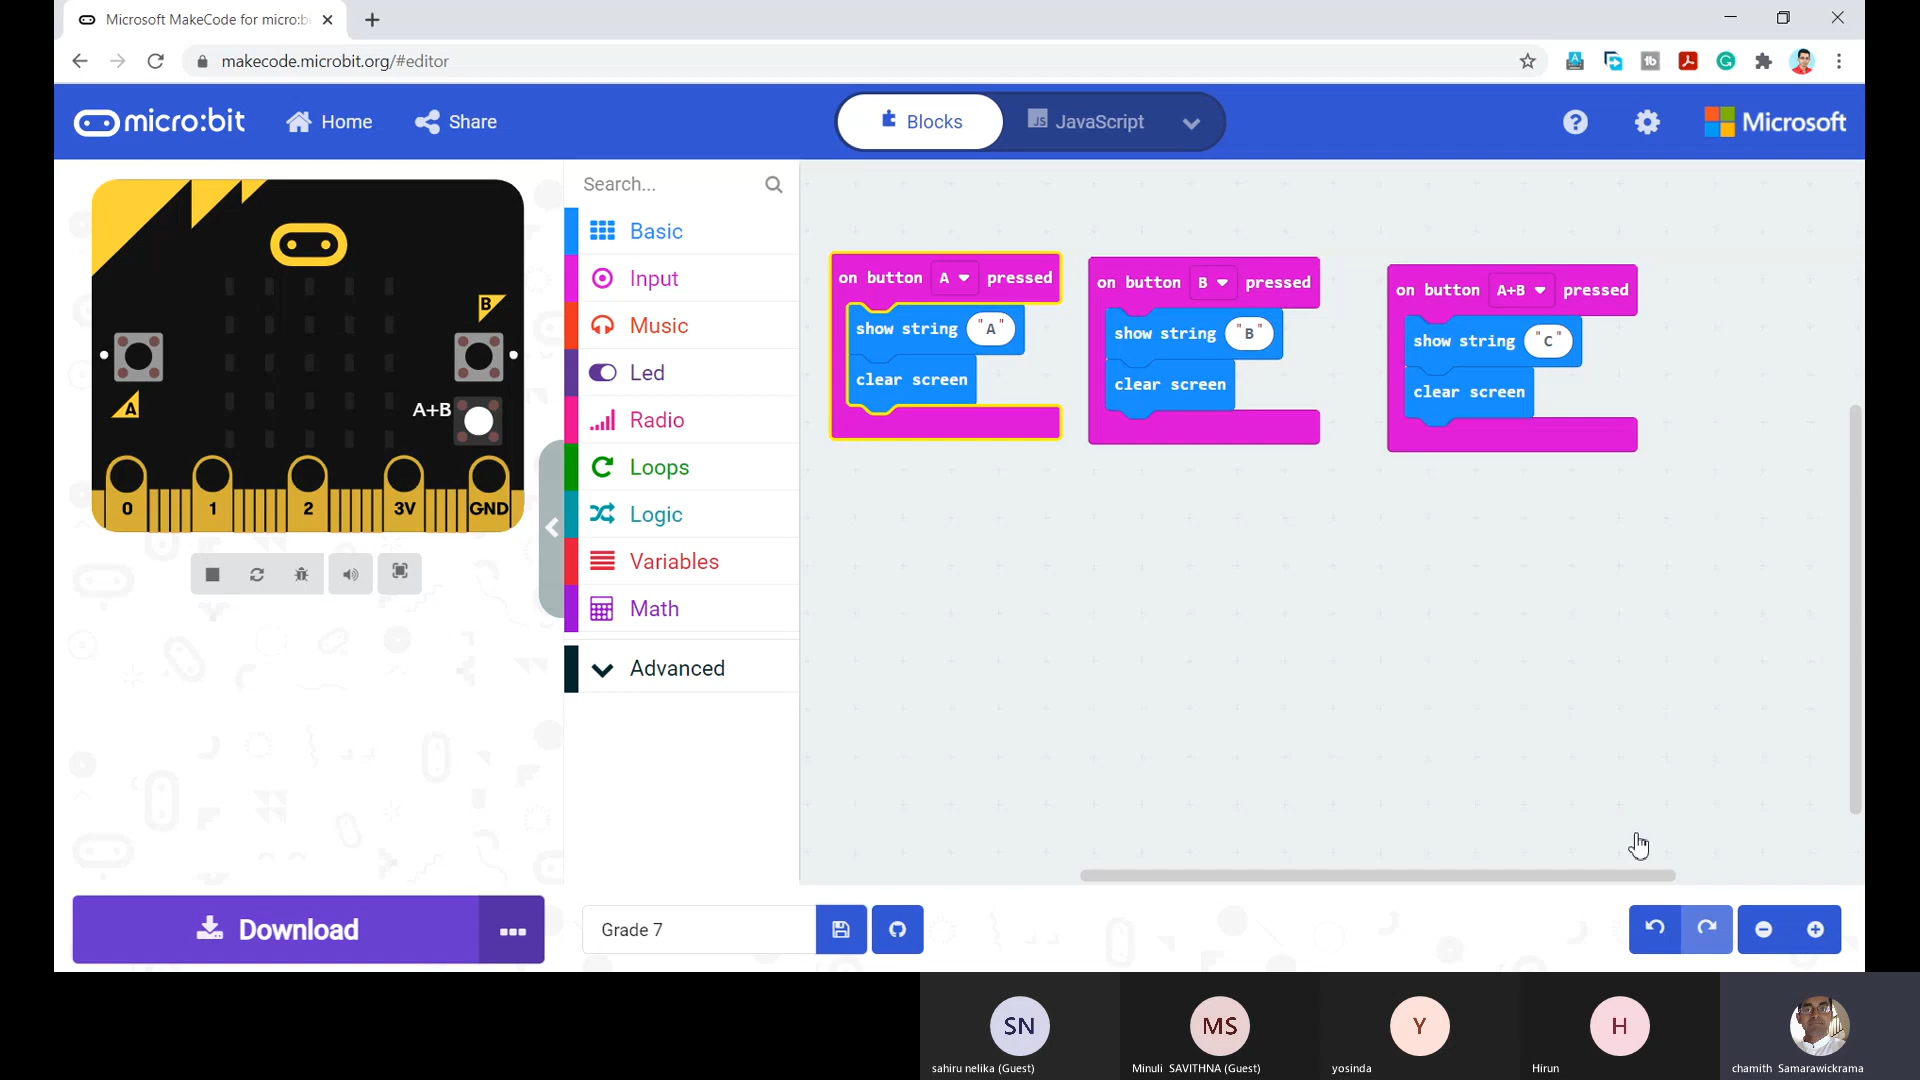 Microsoft MakeCode for micro:b
makecode.microbit.org/#editor
micro:bit
Home
Share
Blocks
JS
JavaScript
Microsoft
B
A
A+B
0
1
2
3V
GND
Search...
Basic
Input
Music
Led
Radio
Loops
Logic
Variables
Math
Advanced
on button A pressed
show string "A"
clear screen
on button B pressed
show string "B"
clear screen
on button A+B pressed
show string "C"
clear screen
Download
Grade 7
SN
sahiru nelika (Guest)
MS
Minuli SAVITHNA (Guest)
Y
yosinda
H
Hirun
chamith Samarawickrama